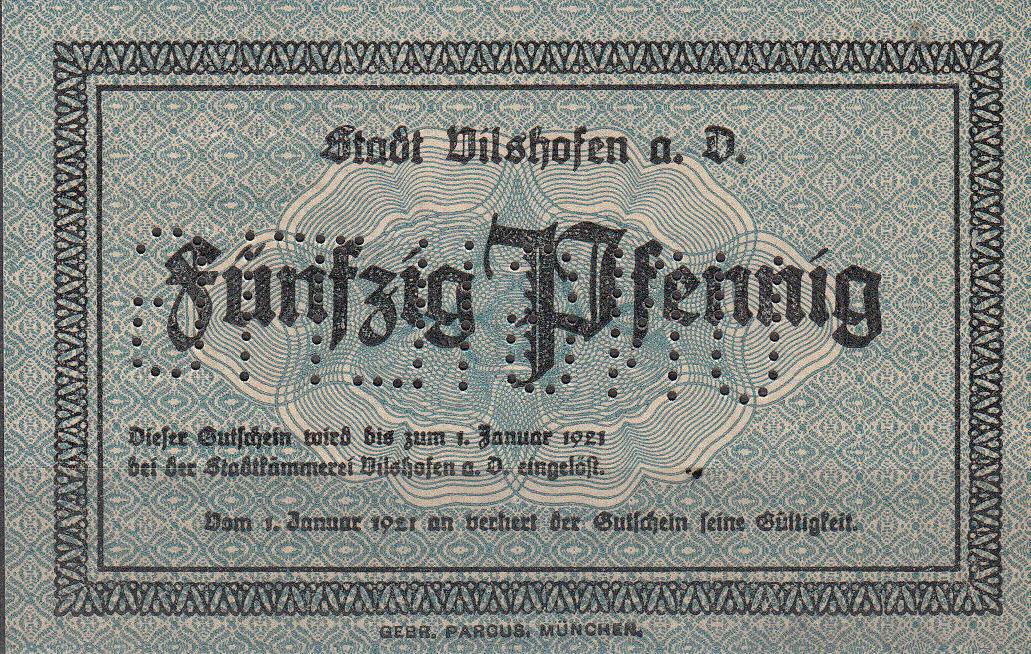 Stadt Vilshofen a. D.
Fünfzig Pfennig
Dieser Gutschein wird bis zum 1. Januar 1921
bei der Stadtkämmerei Vilshofen a. D. eingelöst.
Vom 1. Januar 1921 an verliert der Gutschein seine Gültigkeit.
GEBR. PARCUS, MÜNCHEN.